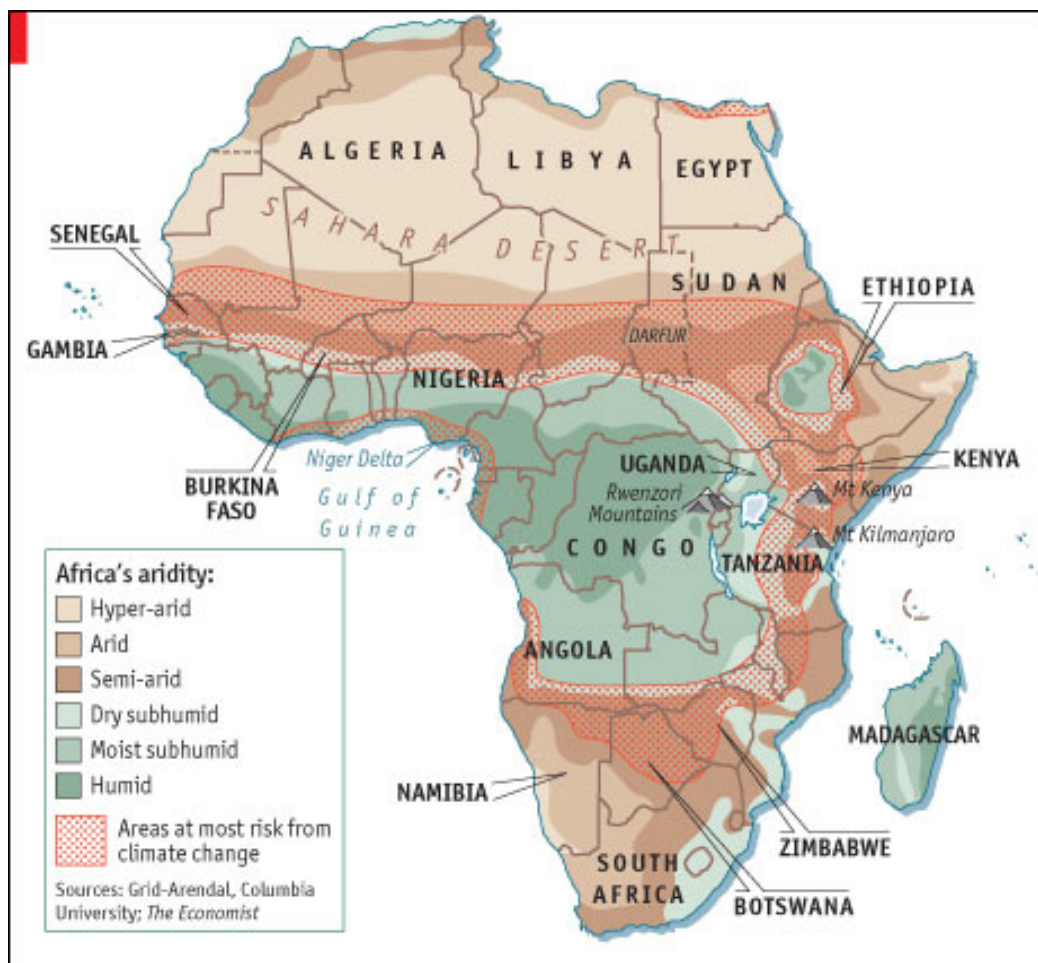 ALGERIA
LIBYA
EGYPT
SAHARA DESERT
SENEGAL
SUDAN
ETHIOPIA
DARFUR
GAMBIA
NIGERIA
Niger Delta
UGANDA
KENYA
BURKINA
FASO
Gulf of
Guinea
Rwenzori
Mountains
Mt Kenya
Mt Kilmanjaro
CONGO
TANZANIA
Africa's aridity:
Hyper-arid
Arid
Semi-arid
Dry subhumid
Moist subhumid
Humid
Areas at most risk from
climate change
Sources: Grid-Arendal, Columbia
University; The Economist
ANGOLA
MADAGASCAR
NAMIBIA
ZIMBABWE
SOUTH
AFRICA
BOTSWANA